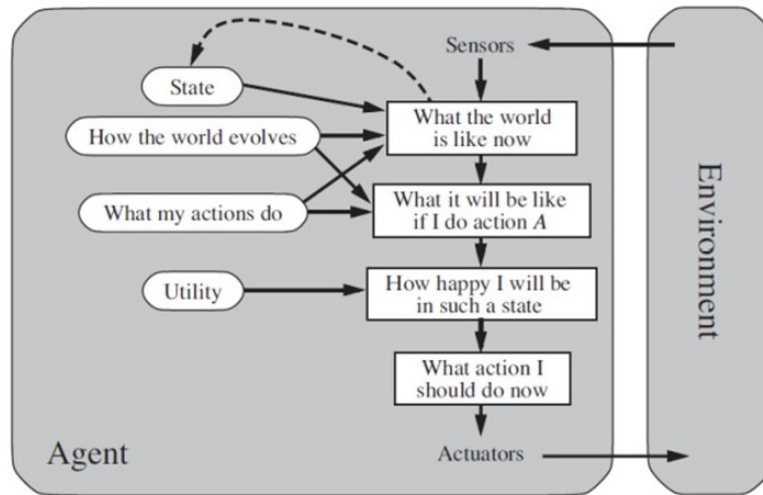 Sensors
State
What the world
is like now
How the world evolves
What my actions do
What it will be like
if I do action A
Utility
How happy I will be
in such a state
What action I
should do now
Agent
Actuators
Environment